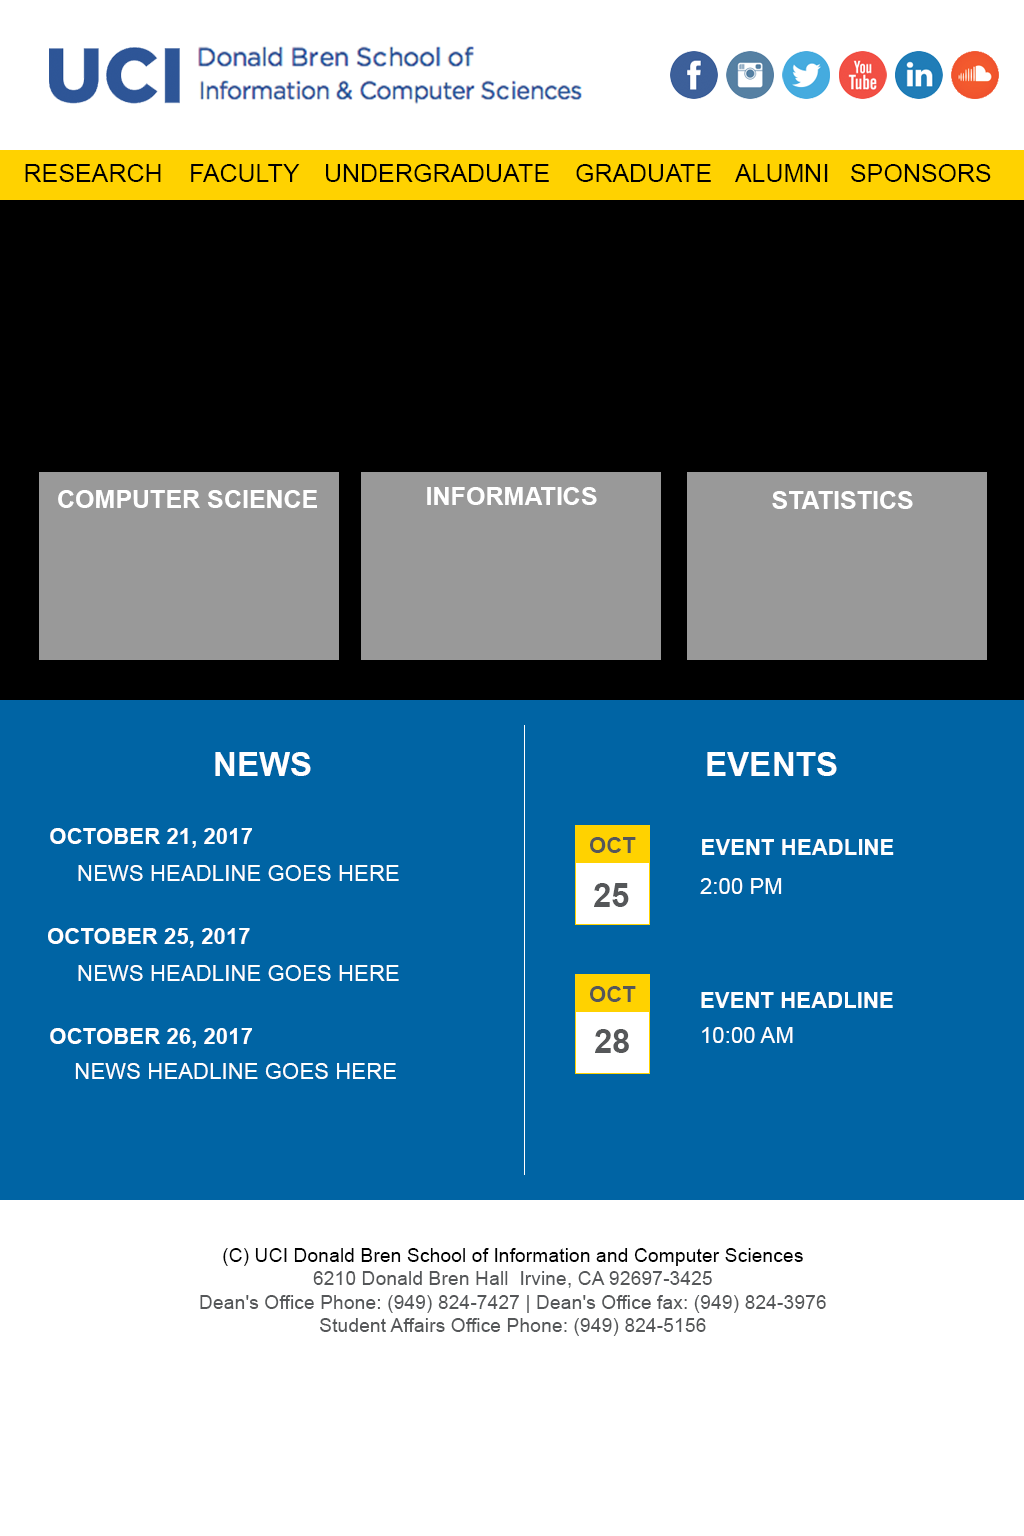 UCI Donald Bren School of
Information & Computer Sciences
f
You
Tube
in
RESEARCH FACULTY UNDERGRADUATE GRADUATE ALUMNI SPONSORS
COMPUTER SCIENCE
INFORMATICS
STATISTICS
NEWS
OCTOBER 21, 2017
NEWS HEADLINE GOES HERE
OCTOBER 25, 2017
NEWS HEADLINE GOES HERE
OCTOBER 26, 2017
NEWS HEADLINE GOES HERE
EVENTS
OCT
25
EVENT HEADLINE
2:00 PM
OCT
28
EVENT HEADLINE
10:00 AM
(C) UCI Donald Bren School of Information and Computer Sciences
6210 Donald Bren Hall  Irvine, CA 92697-3425
Dean's Office Phone: (949) 824-7427 | Dean's Office fax: (949) 824-3976
Student Affairs Office Phone: (949) 824-5156